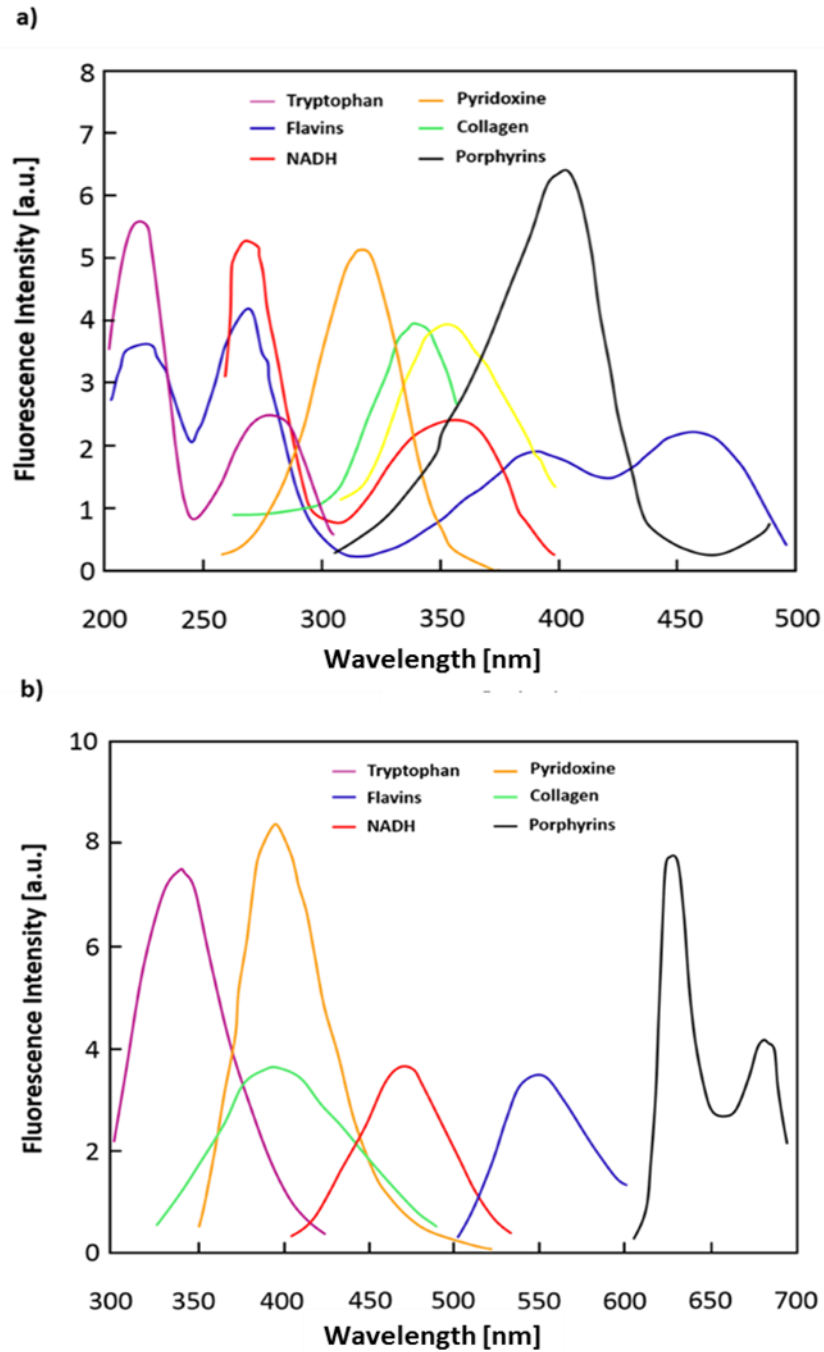 a)
8
7
6
5
4
3
2
1
0
Fluorescence Intensity [a.u.]
Tryptophan
Flavins
NADH
Pyridoxine
Collagen
Porphyrins
200 250 300 350 400 450 500
Wavelength [nm]
b)
10
8
6
4
2
0
Fluorescence Intensity [a.u.]
Tryptophan
Flavins
NADH
Pyridoxine
Collagen
Porphyrins
300 350 400 450 500 550 600 650 700
Wavelength [nm]